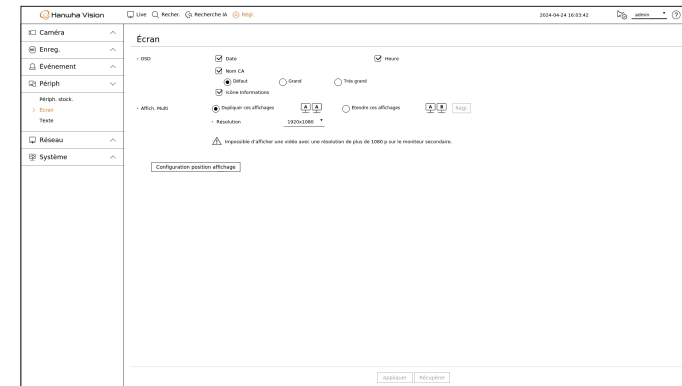 Hanwha Vision
Live Recher. Recherche IA Régl. 2024-04-24 16:03:42 admin
Caméra
Enreg.
Événement
Périph
Périph. stock.
Écran
Texte
Réseau
Système
Écran
OSD Date Heure
Nom CA
Défaut Grand Très grand
Icône Informations
Affich. Multi Dupliquer ces affichages A A Etendre ces affichages A B Régl.
Résolution 1920x1080
Impossible d'afficher une vidéo avec une résolution de plus de 1080 p sur le moniteur secondaire.
Configuration position affichage
Appliquer Récupérer